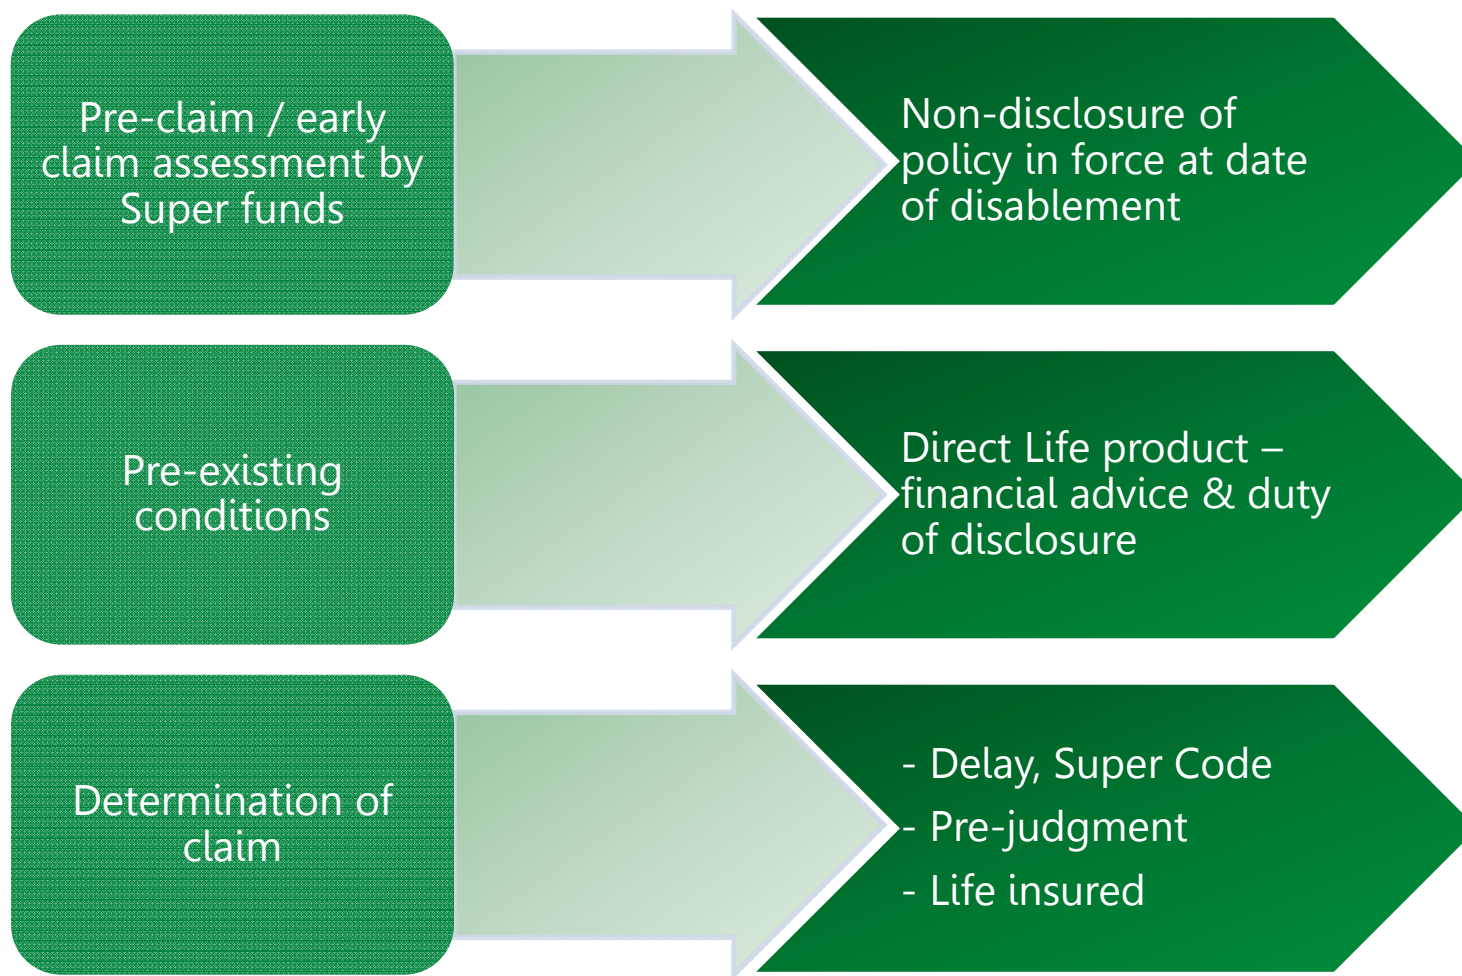 Pre-claim / early
claim assessment by
Super funds
Non-disclosure of
policy in force at date
of disablement
Pre-existing
conditions
Direct Life product –
financial advice & duty
of disclosure
Determination of
claim
- Delay, Super Code
- Pre-judgment
- Life insured